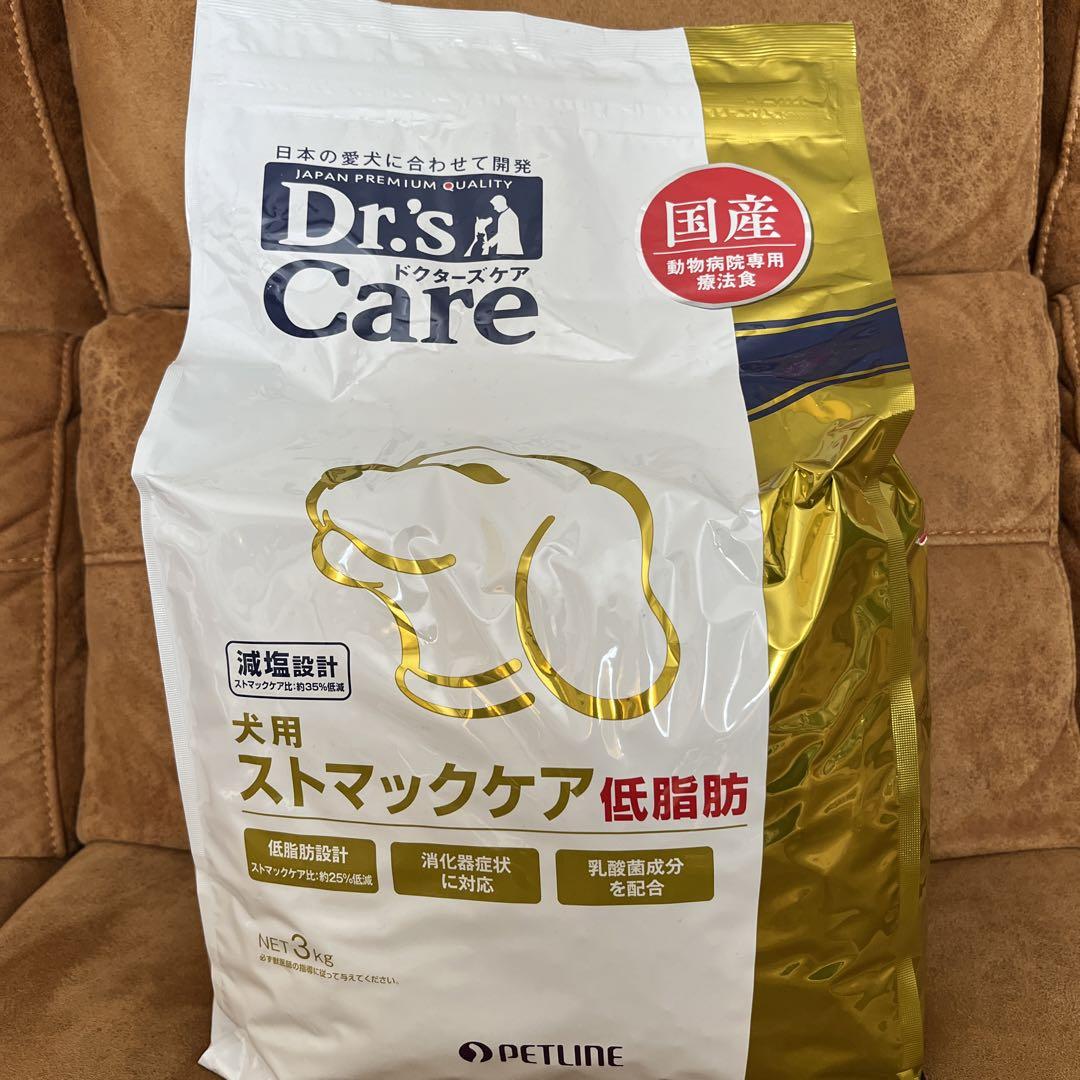 日本の愛犬に合わせて開発
JAPAN PREMIUM QUALITY
Dr.'s
ドクターズケア
Care
国産
動物病院専用
療法食
減塩設計
ストマックケア比:約35%低減
犬用
ストマックケア 低脂肪
低脂肪設計
ストマックケア比:約25%低減
消化器症状
に対応
乳酸菌成分
を配合
NET 3kg
必ず獣医師の指導に従って与えてください。
PETLINE